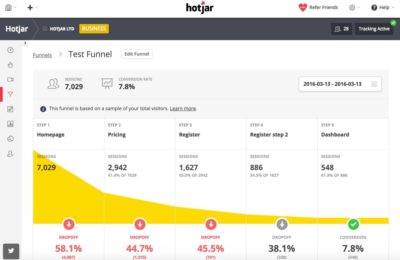 hotjar
Refer Friends
Help
Hotjar
HOTJAR LTD
BUSINESS
28
Tracking Active
Funnels
Test Funnel
Edit Funnel
SESSIONS
7,029
CONVERSION RATE
7.8%
2016-03-13 - 2016-03-13
This funnel is based on a sample of your total visitors. Learn more.
STEP 1 STEP 2 STEP 3 STEP 4 STEP 5
Homepage Pricing Register Register step 2 Dashboard
SESSIONS SESSIONS SESSIONS SESSIONS SESSIONS
7,029 2,942 1,627 886 548
41.9% OF 7029 55.3% OF 2942 54.5% OF 1627 61.9% OF 886
DROPOFF DROPOFF DROPOFF DROPOFF CONVERSION
58.1% 44.7% 45.5% 38.1% 7.8%
(4,087) (1,315) (741) (338) (548)